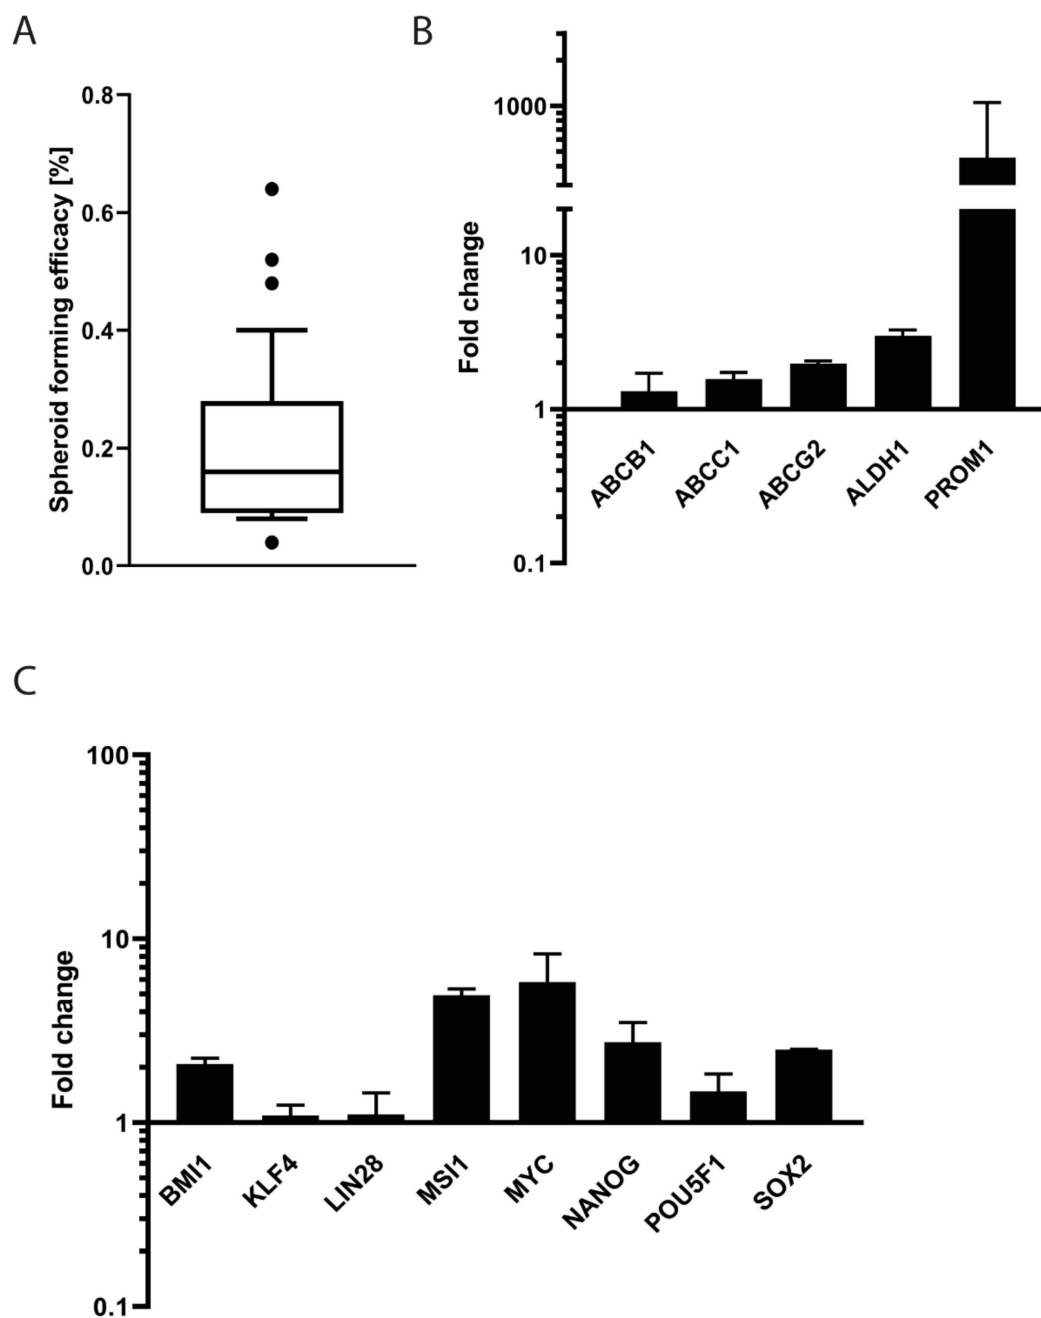 A
Spheroid forming efficacy [%]
0.8
0.6
0.4
0.2
0.0
B
Fold change
1000
10
1
0.1
ABCB1
ABCC1
ABCG2
ALDH1
PROM1
C
Fold change
100
10
1
0.1
BMI1
KLF4
LIN28
MSI1
MYC
NANOG
POU5F1
SOX2